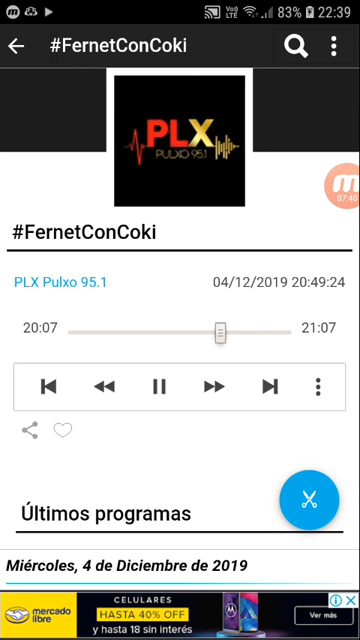 VoLTE 83% 22:39
#FernetConCoki
PLX
PULXO 95.1
07:40
#FernetConCoki
PLX Pulxo 95.1 04/12/2019 20:49:24
20:07 21:07
Últimos programas
Miércoles, 4 de Diciembre de 2019
mercado
libre
CELULARES
HASTA 40% OFF
y hasta 18 sin interés
Ver más